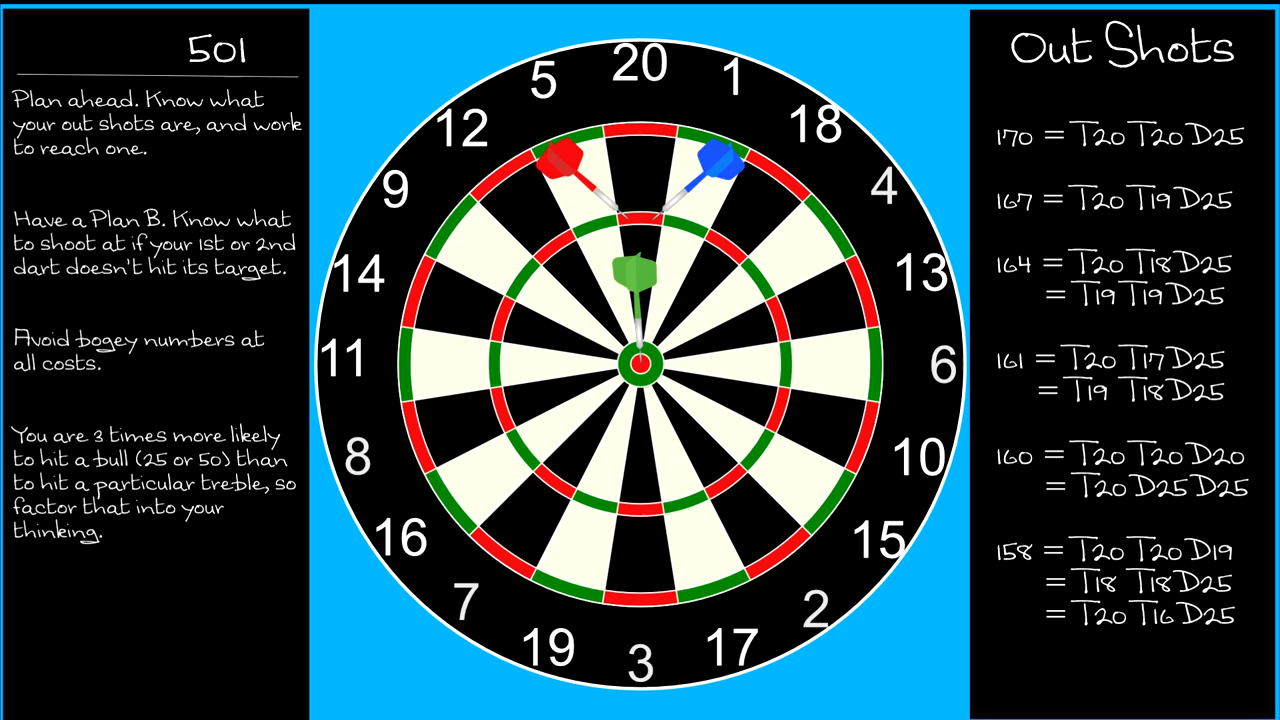 501
Plan ahead. Know what
your out shots are, and work
to reach one.
Have a Plan B. Know what
to shoot at if your 1st or 2nd
dart doesn't hit its target.
Avoid bogey numbers at
all costs.
You are 3 times more likely
to hit a bull (25 or 50) than
to hit a particular treble, so
factor that into your
thinking.
20
1
18
4
13
6
10
15
2
17
3
19
7
16
8
11
14
9
12
5
Out Shots
170 = T20 T20 D25
167 = T20 T19 D25
164 = T20 T18 D25
= T19 T19 D25
161 = T20 T17 D25
= T19 T18 D25
160 = T20 T20 D20
= T20 D25 D25
158 = T20 T20 D19
= T18 T18 D25
= T20 T16 D25